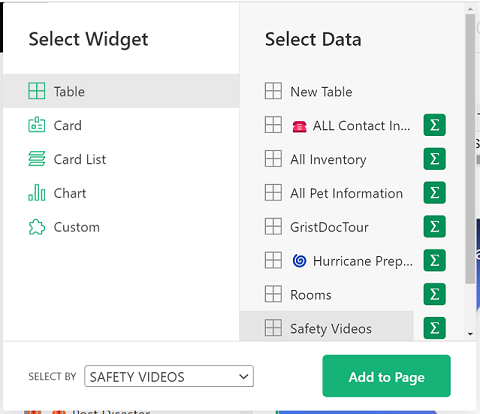 Select Widget
Table
Card
Card List
Chart
Custom
Select Data
New Table
ALL Contact In...
Σ
All Inventory
Σ
All Pet Information
Σ
GristDocTour
Σ
Hurricane Prep...
Σ
Rooms
Σ
Safety Videos
Σ
SELECT BY
SAFETY VIDEOS
Add to Page
Post Disaster